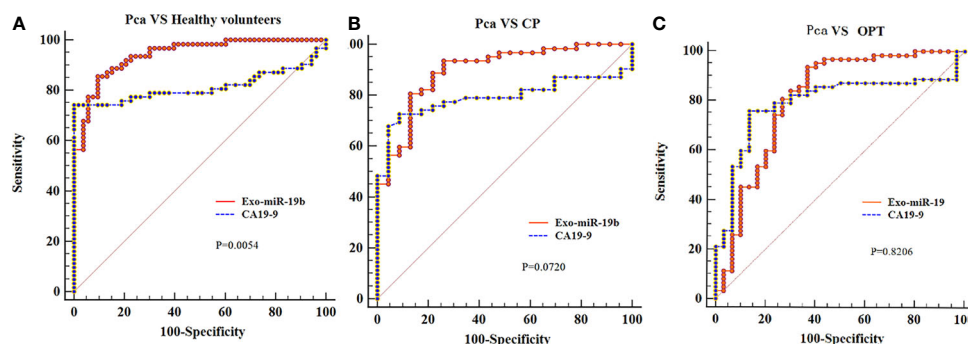 A
Pca VS Healthy volunteers
100
80
60
40
20
0
Sensitivity
Exo-miR-19b
CA19-9
P=0.0054
0 20 40 60 80 100
100-Specificity
B
Pca VS CP
00
80
60
40
20
0
Sensitivity
Exo-miR-19b
CA19-9
P=0.0720
0 20 40 60 80 100
100-Specificity
C
Pca VS OPT
100
80
60
40
20
0
Sensitivity
Exo-miR-19
CA19-9
P=0.8206
0 20 40 60 80 100
100-Specificity